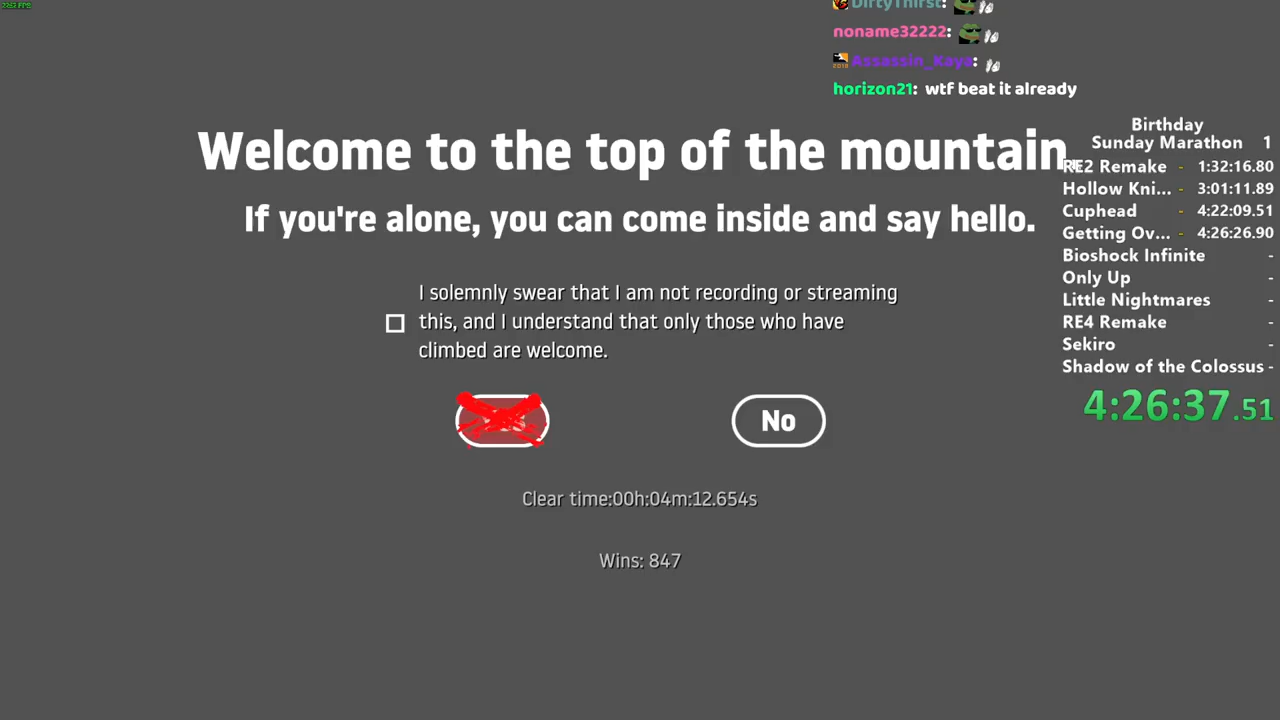 2262 FPS
DirtyThirst:
noname32222:
Assassin_Kaya:
horizon21: wtf beat it already
Welcome to the top of the mountain.
If you're alone, you can come inside and say hello.
I solemnly swear that I am not recording or streaming
this, and I understand that only those who have
climbed are welcome.
No
Clear time:00h:04m:12.654s
Wins: 847
Birthday
Sunday Marathon 1
RE2 Remake - 1:32:16.80
Hollow Kni... - 3:01:11.89
Cuphead - 4:22:09.51
Getting Ov... - 4:26:26.90
Bioshock Infinite -
Only Up -
Little Nightmares -
RE4 Remake -
Sekiro -
Shadow of the Colossus -
4:26:37.51